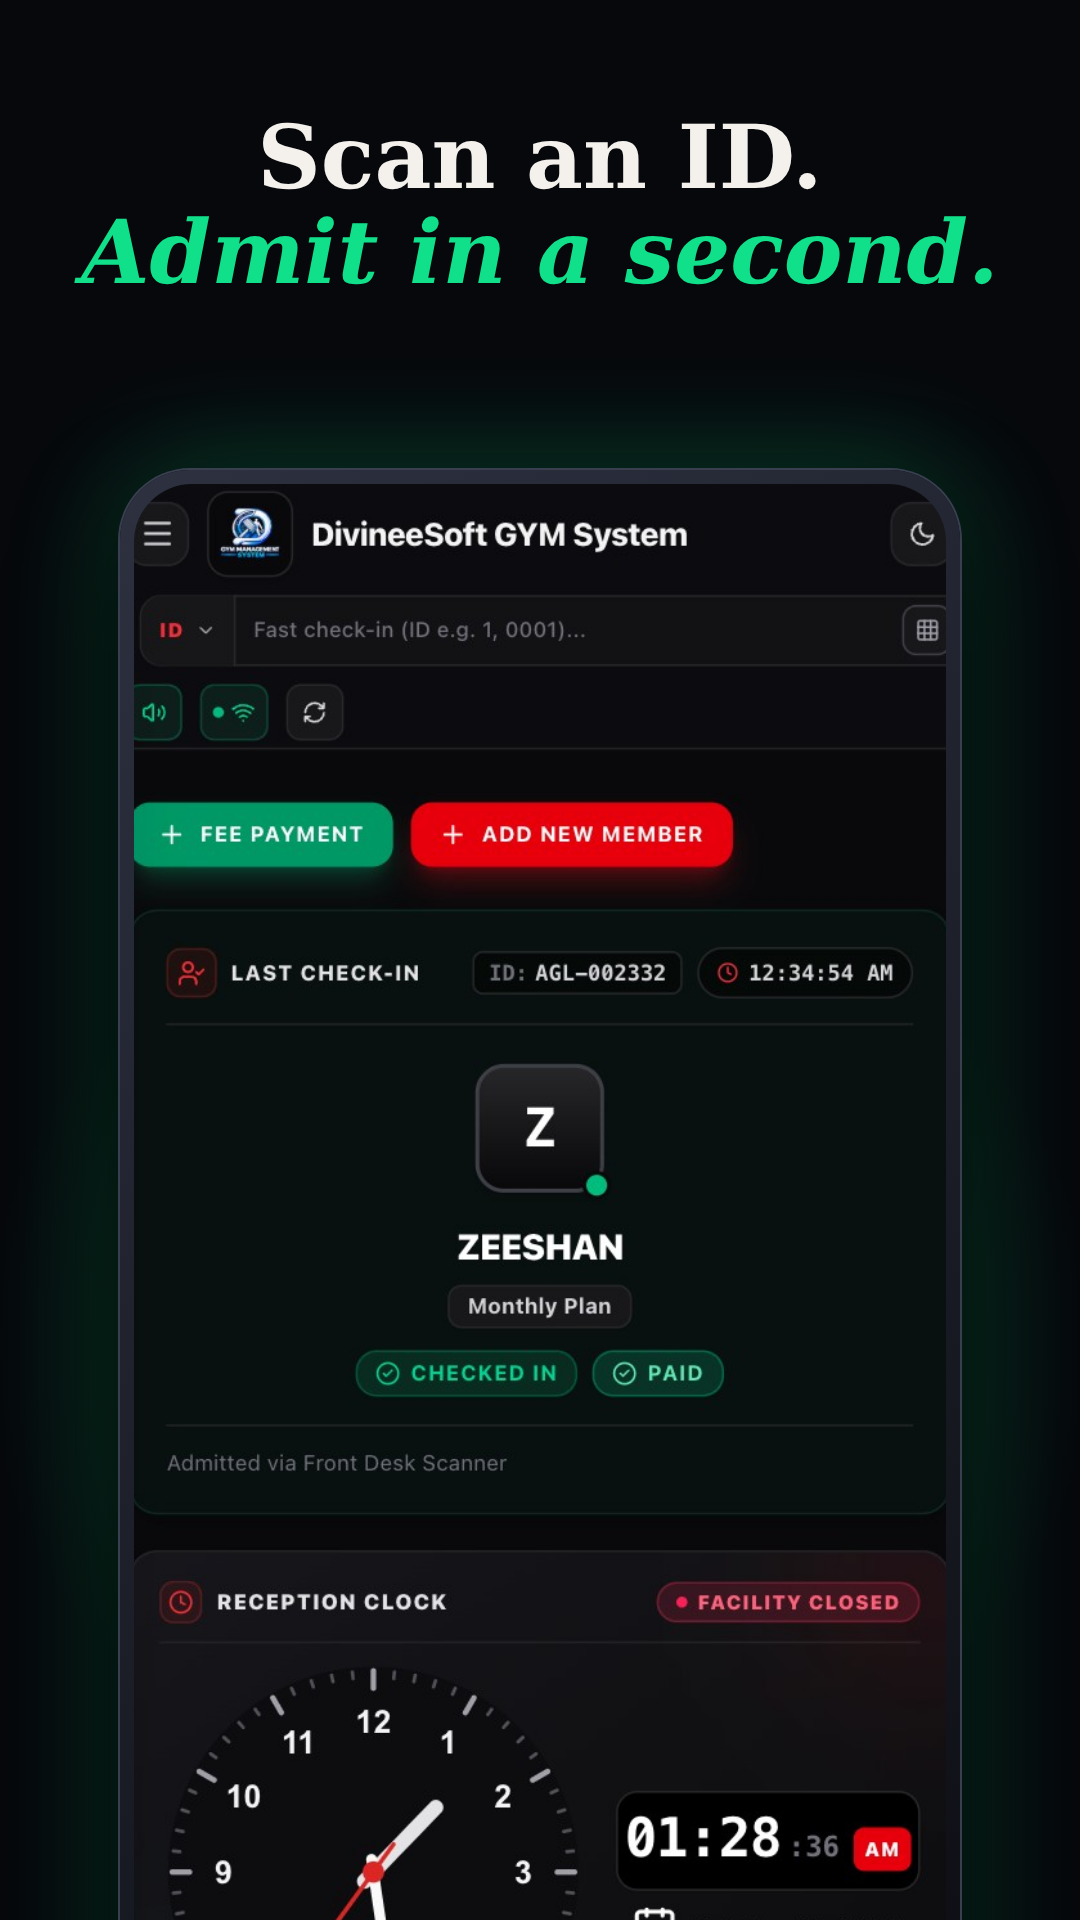 Scan an ID.
Admit in a second.
GYM MANAGEMENT
SYSTEM
DivineeSoft GYM System
ID
Fast check-in (ID e.g. 1, 0001)...
+ FEE PAYMENT
+ ADD NEW MEMBER
LAST CHECK-IN
ID: AGL-002332
12:34:54 AM
Z
ZEESHAN
Monthly Plan
CHECKED IN
PAID
Admitted via Front Desk Scanner
RECEPTION CLOCK
FACILITY CLOSED
12
11
1
10
2
9
3
01:28 :36 AM